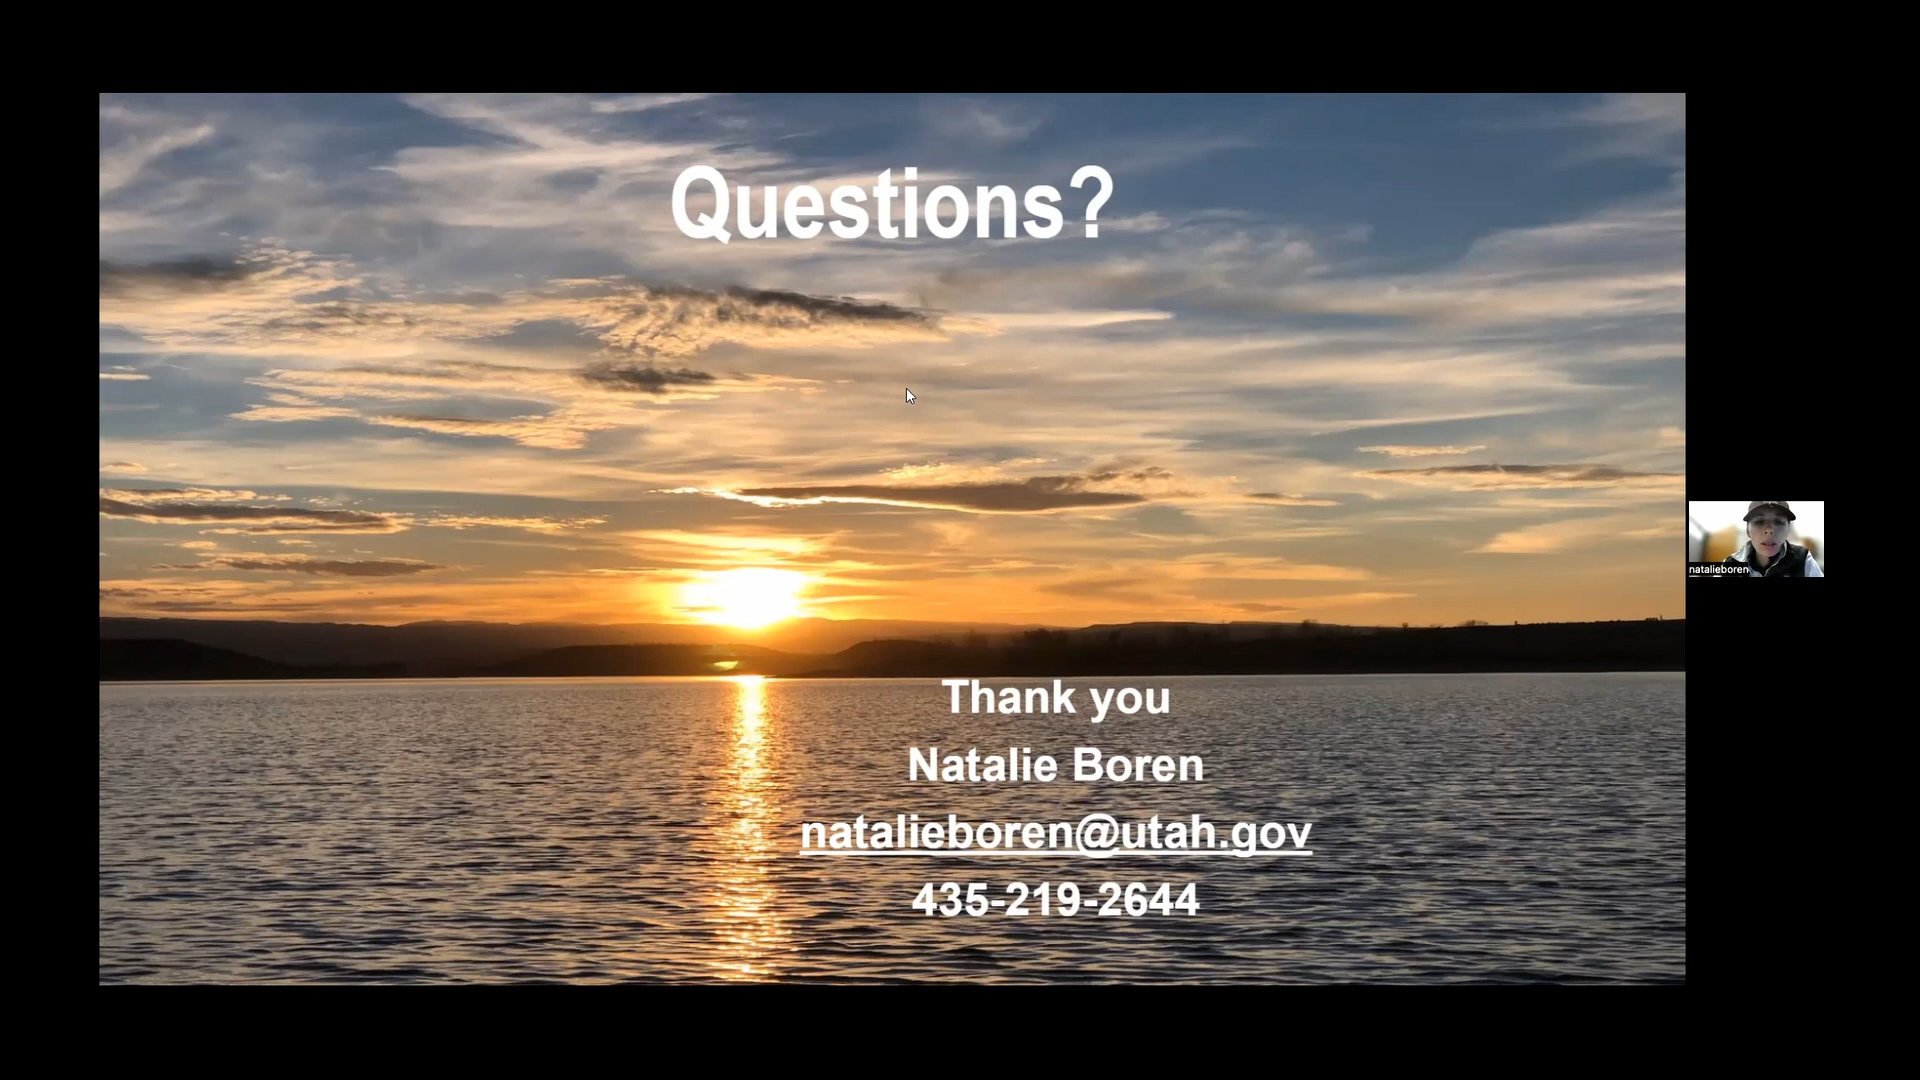 Questions?
Thank you
Natalie Boren
natalieboren@utah.gov
435-219-2644
natalieboren